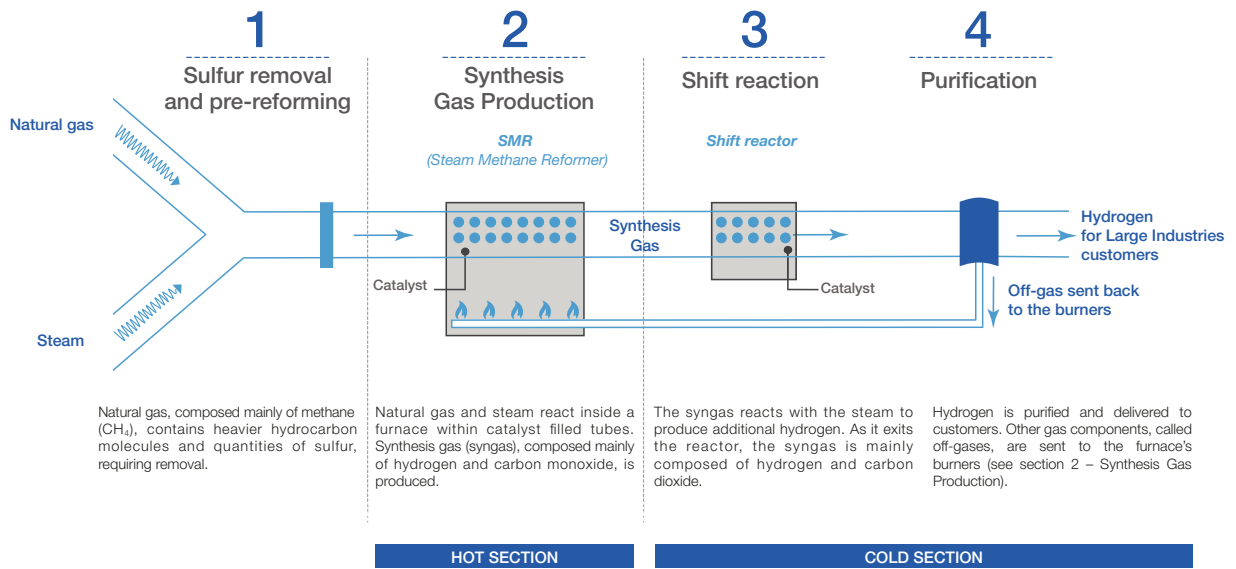 1
Sulfur removal
and pre-reforming
2
Synthesis
Gas Production
3
Shift reaction
4
Purification
Natural gas
SMR
(Steam Methane Reformer)
Shift reactor
Synthesis
Gas
Hydrogen
for Large Industries
customers
Catalyst
Catalyst
Off-gas sent back
to the burners
Steam
Natural gas, composed mainly of methane
(CH₄), contains heavier hydrocarbon
molecules and quantities of sulfur,
requiring removal.
Natural gas and steam react inside a
furnace within catalyst filled tubes.
Synthesis gas (syngas), composed mainly
of hydrogen and carbon monoxide, is
produced.
The syngas reacts with the steam to
produce additional hydrogen. As it exits
the reactor, the syngas is mainly
composed of hydrogen and carbon
dioxide.
Hydrogen is purified and delivered to
customers. Other gas components, called
off-gases, are sent to the furnace's
burners (see section 2 – Synthesis Gas
Production).
HOT SECTION
COLD SECTION